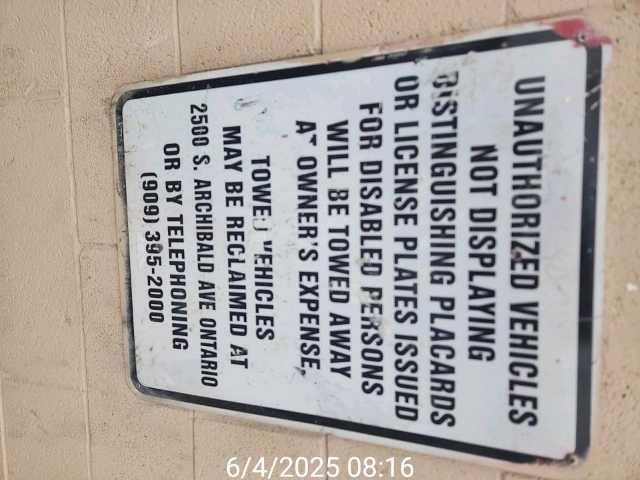 UNAUTHORIZED VEHICLES
NOT DISPLAYING
DISTINGUISHING PLACARDS
OR LICENSE PLATES ISSUED
FOR DISABLED PERSONS
WILL BE TOWED AWAY
AT OWNER'S EXPENSE,
TOWED VEHICLES
MAY BE RECLAIMED AT
2500 S. ARCHIBALD AVE ONTARIO
OR BY TELEPHONING
(909) 395-2000
6/4/2025 08:16